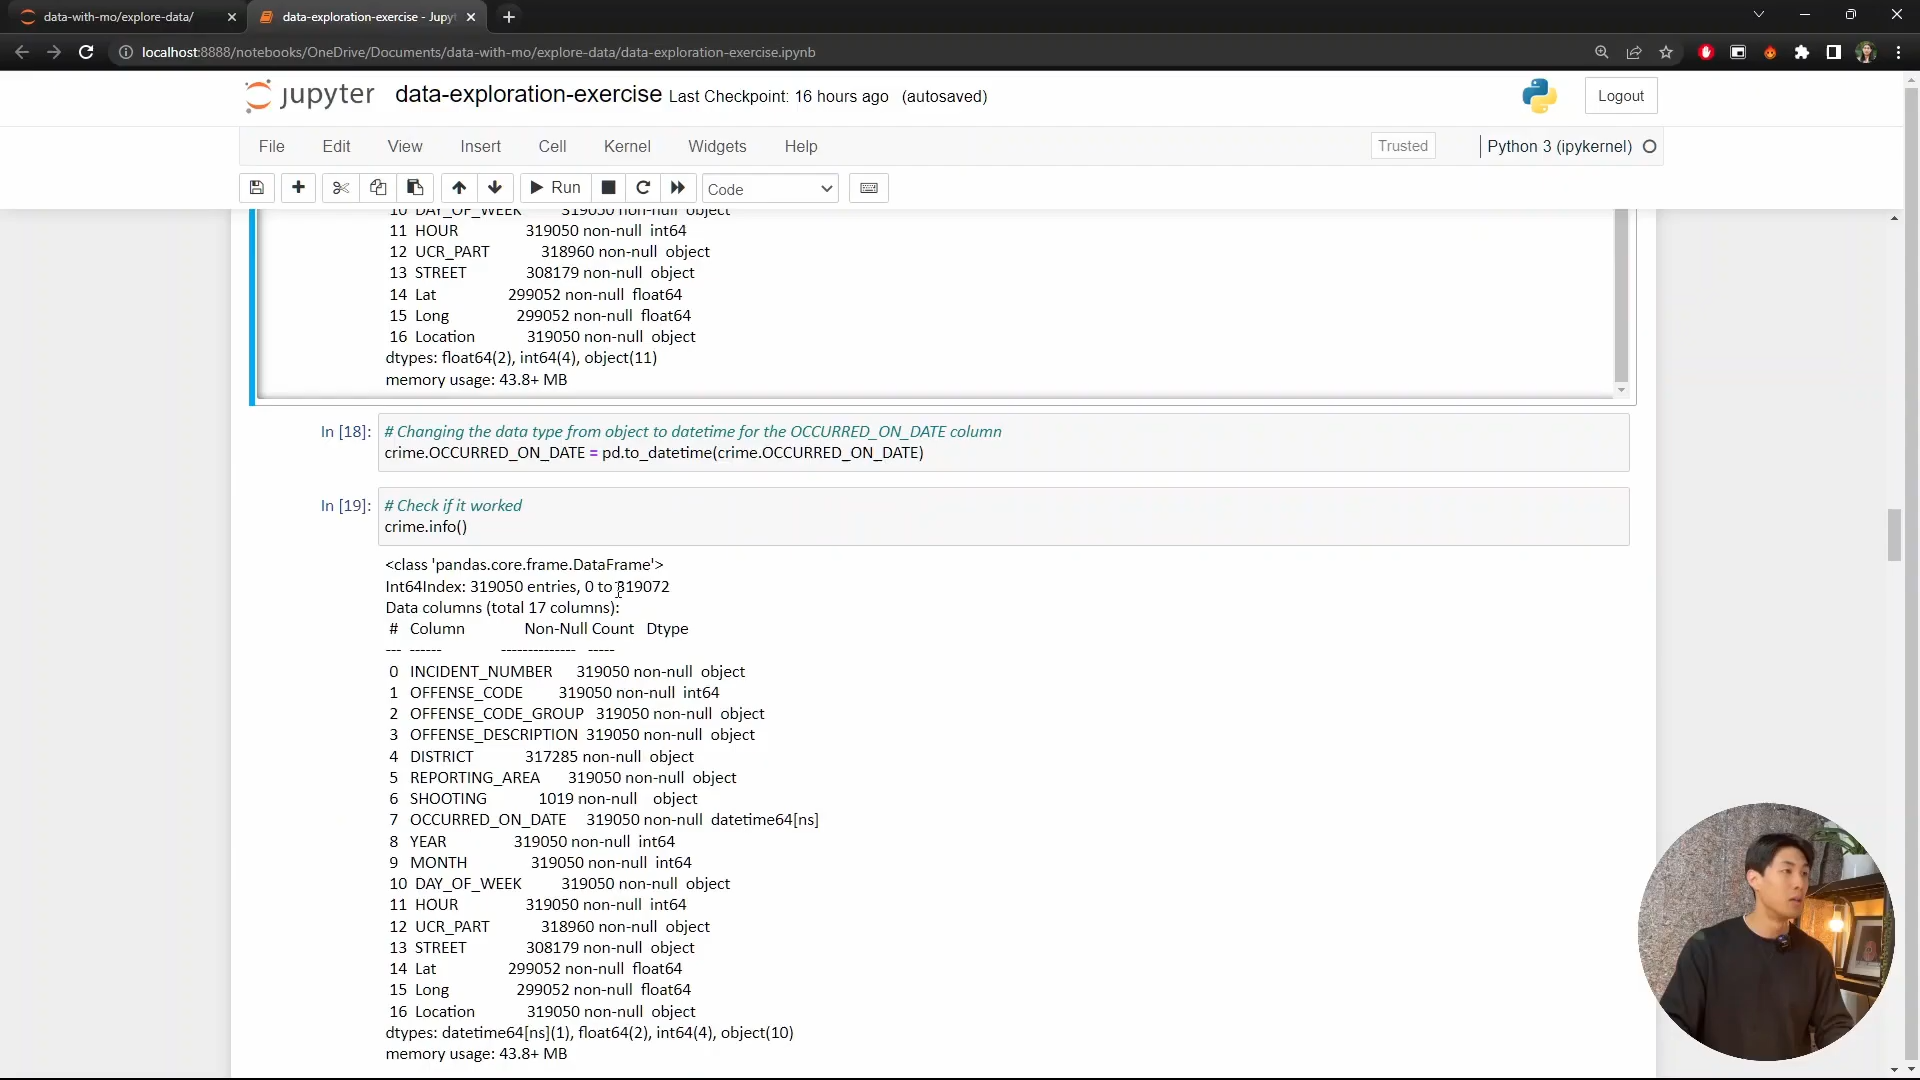 data-with-mo/explore-data/
data-exploration-exercise - Jupyt
localhost:8888/notebooks/OneDrive/Documents/data-with-mo/explore-data/data-exploration-exercise.ipynb
jupyter data-exploration-exercise Last Checkpoint: 16 hours ago (autosaved)
Logout
File Edit View Insert Cell Kernel Widgets Help
Trusted
Python 3 (ipykernel)
Run
Code
10 DAY_OF_WEEK 319050 non-null object
11 HOUR 319050 non-null int64
12 UCR_PART 318960 non-null object
13 STREET 308179 non-null object
14 Lat 299052 non-null float64
15 Long 299052 non-null float64
16 Location 319050 non-null object
dtypes: float64(2), int64(4), object(11)
memory usage: 43.8+ MB
In [18]: # Changing the data type from object to datetime for the OCCURRED_ON_DATE column
crime.OCCURRED_ON_DATE = pd.to_datetime(crime.OCCURRED_ON_DATE)
In [19]: # Check if it worked
crime.info()
<class 'pandas.core.frame.DataFrame'>
Int64Index: 319050 entries, 0 to 319072
Data columns (total 17 columns):
# Column Non-Null Count Dtype
--- ------ -------------- -----
0 INCIDENT_NUMBER 319050 non-null object
1 OFFENSE_CODE 319050 non-null int64
2 OFFENSE_CODE_GROUP 319050 non-null object
3 OFFENSE_DESCRIPTION 319050 non-null object
4 DISTRICT 317285 non-null object
5 REPORTING_AREA 319050 non-null object
6 SHOOTING 1019 non-null object
7 OCCURRED_ON_DATE 319050 non-null datetime64[ns]
8 YEAR 319050 non-null int64
9 MONTH 319050 non-null int64
10 DAY_OF_WEEK 319050 non-null object
11 HOUR 319050 non-null int64
12 UCR_PART 318960 non-null object
13 STREET 308179 non-null object
14 Lat 299052 non-null float64
15 Long 299052 non-null float64
16 Location 319050 non-null object
dtypes: datetime64[ns](1), float64(2), int64(4), object(10)
memory usage: 43.8+ MB